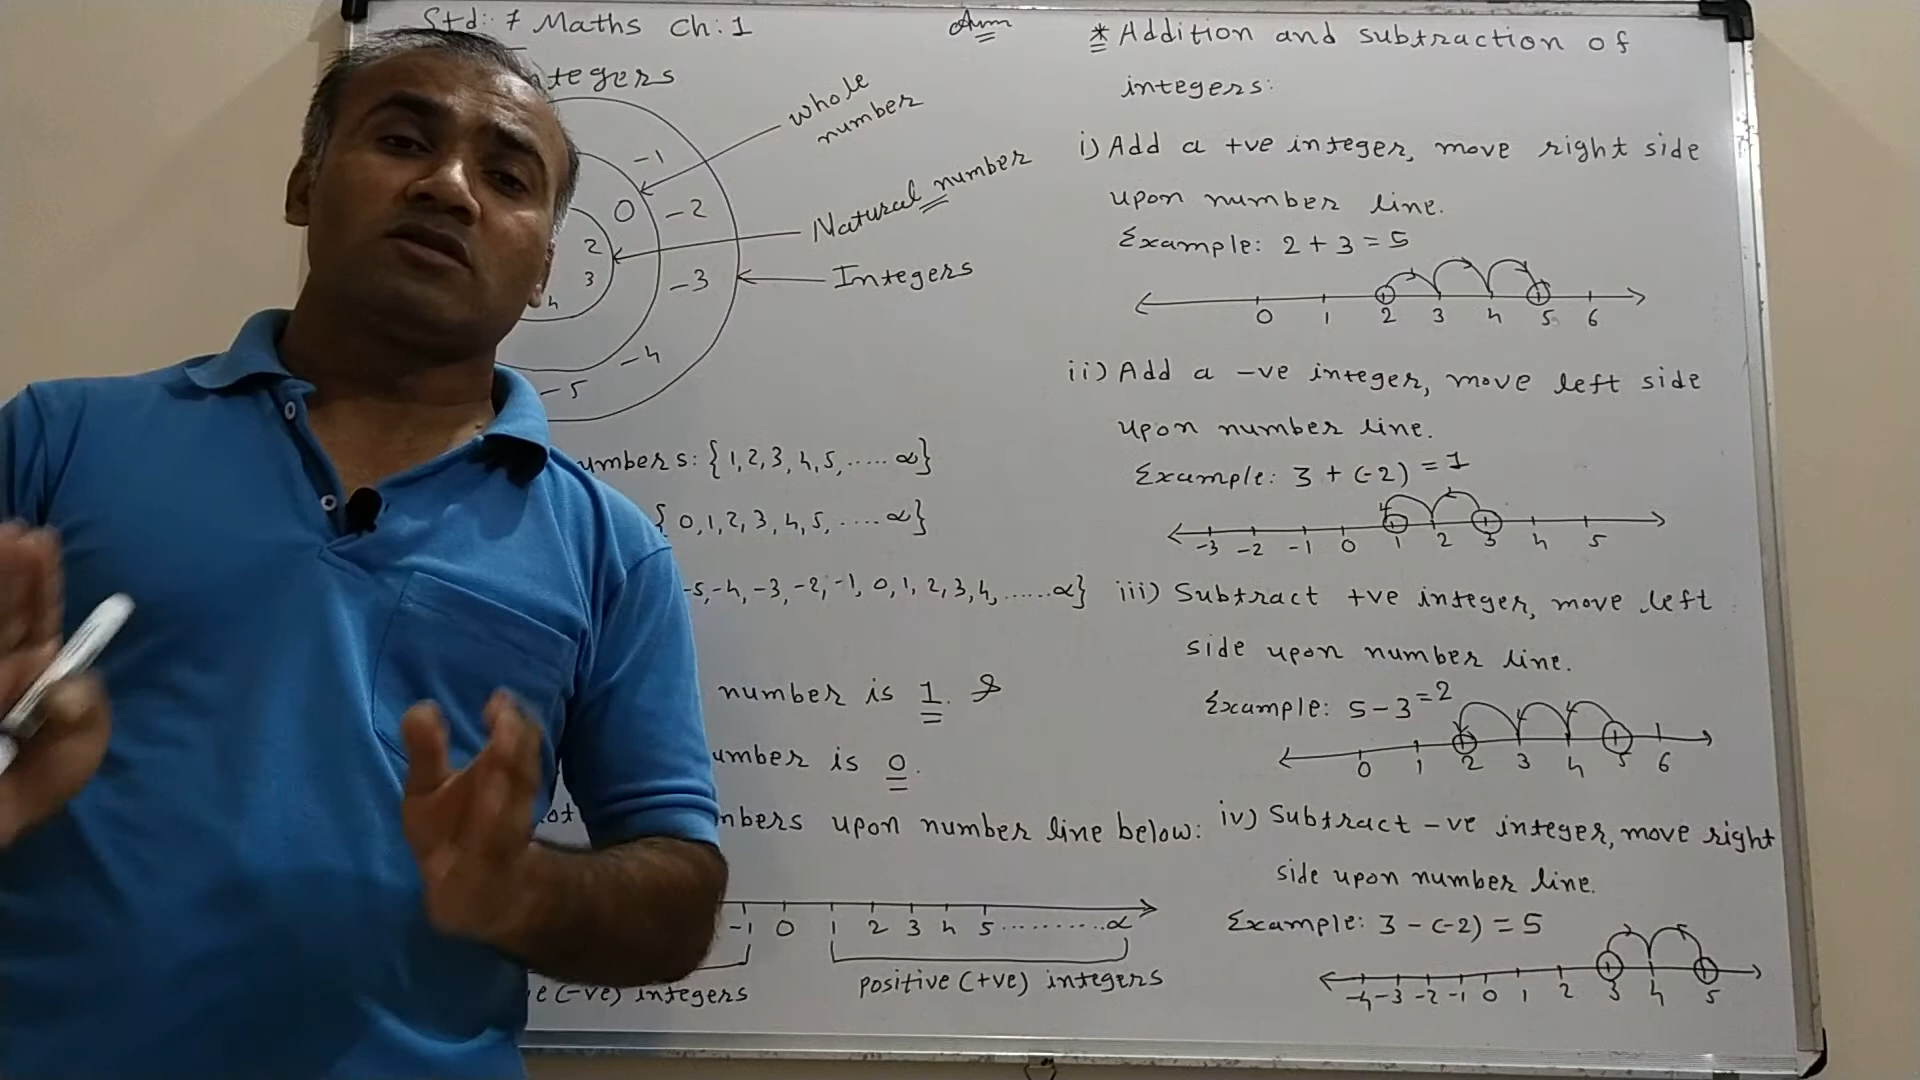 Std: 7 Maths Ch: 1
ntegers
whole
number
Natural number
Integers
-1
0
-2
2
3
-3
4
-4
-5
umbers: {1,2,3,4,5,.....α}
{0,1,2,3,4,5,.....α}
-5,-4,-3,-2,-1,0,1,2,3,4,......α}
number is 1. &
umber is 0.
mbers upon number line below:
-1 0 1 2 3 4 5..........α
e(-ve) integers positive (+ve) integers
* Addition and subtraction of
integers:
i) Add a +ve integer, move right side
upon number line.
Example: 2+3=5
0 1 2 3 4 5 6
ii) Add a -ve integer, move left side
upon number line.
Example: 3+(-2)=1
-3 -2 -1 0 1 2 3 4 5
iii) Subtract +ve integer, move left
side upon number line.
Example: 5-3=2
0 1 2 3 4 5 6
iv) Subtract -ve integer, move right
side upon number line.
Example: 3-(-2)=5
-4 -3 -2 -1 0 1 2 3 4 5